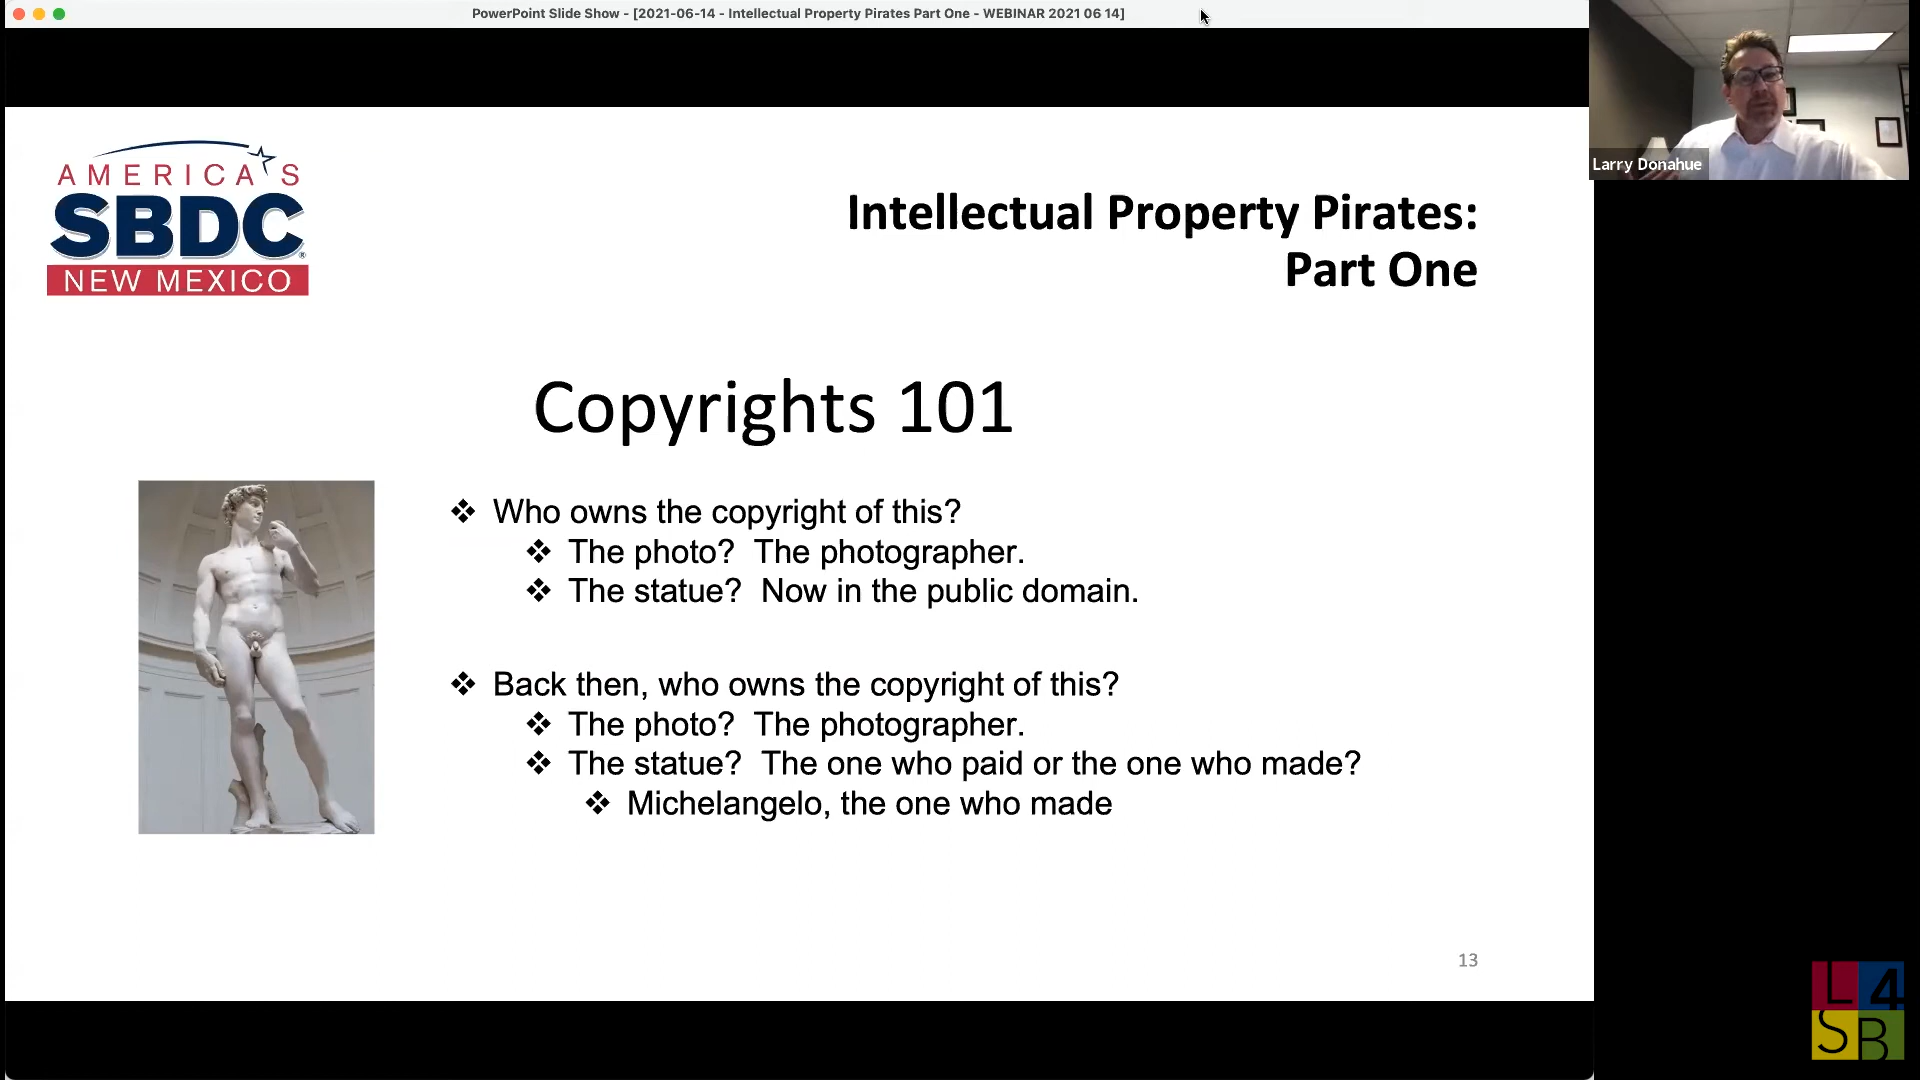 PowerPoint Slide Show - [2021-06-14 - Intellectual Property Pirates Part One - WEBINAR 2021 06 14]
Larry Donahue
AMERICA'S
SBDC®
NEW MEXICO
Intellectual Property Pirates:
Part One
Copyrights 101
❖ Who owns the copyright of this?
❖ The photo? The photographer.
❖ The statue? Now in the public domain.
❖ Back then, who owns the copyright of this?
❖ The photo? The photographer.
❖ The statue? The one who paid or the one who made?
❖ Michelangelo, the one who made
13
L4
SB